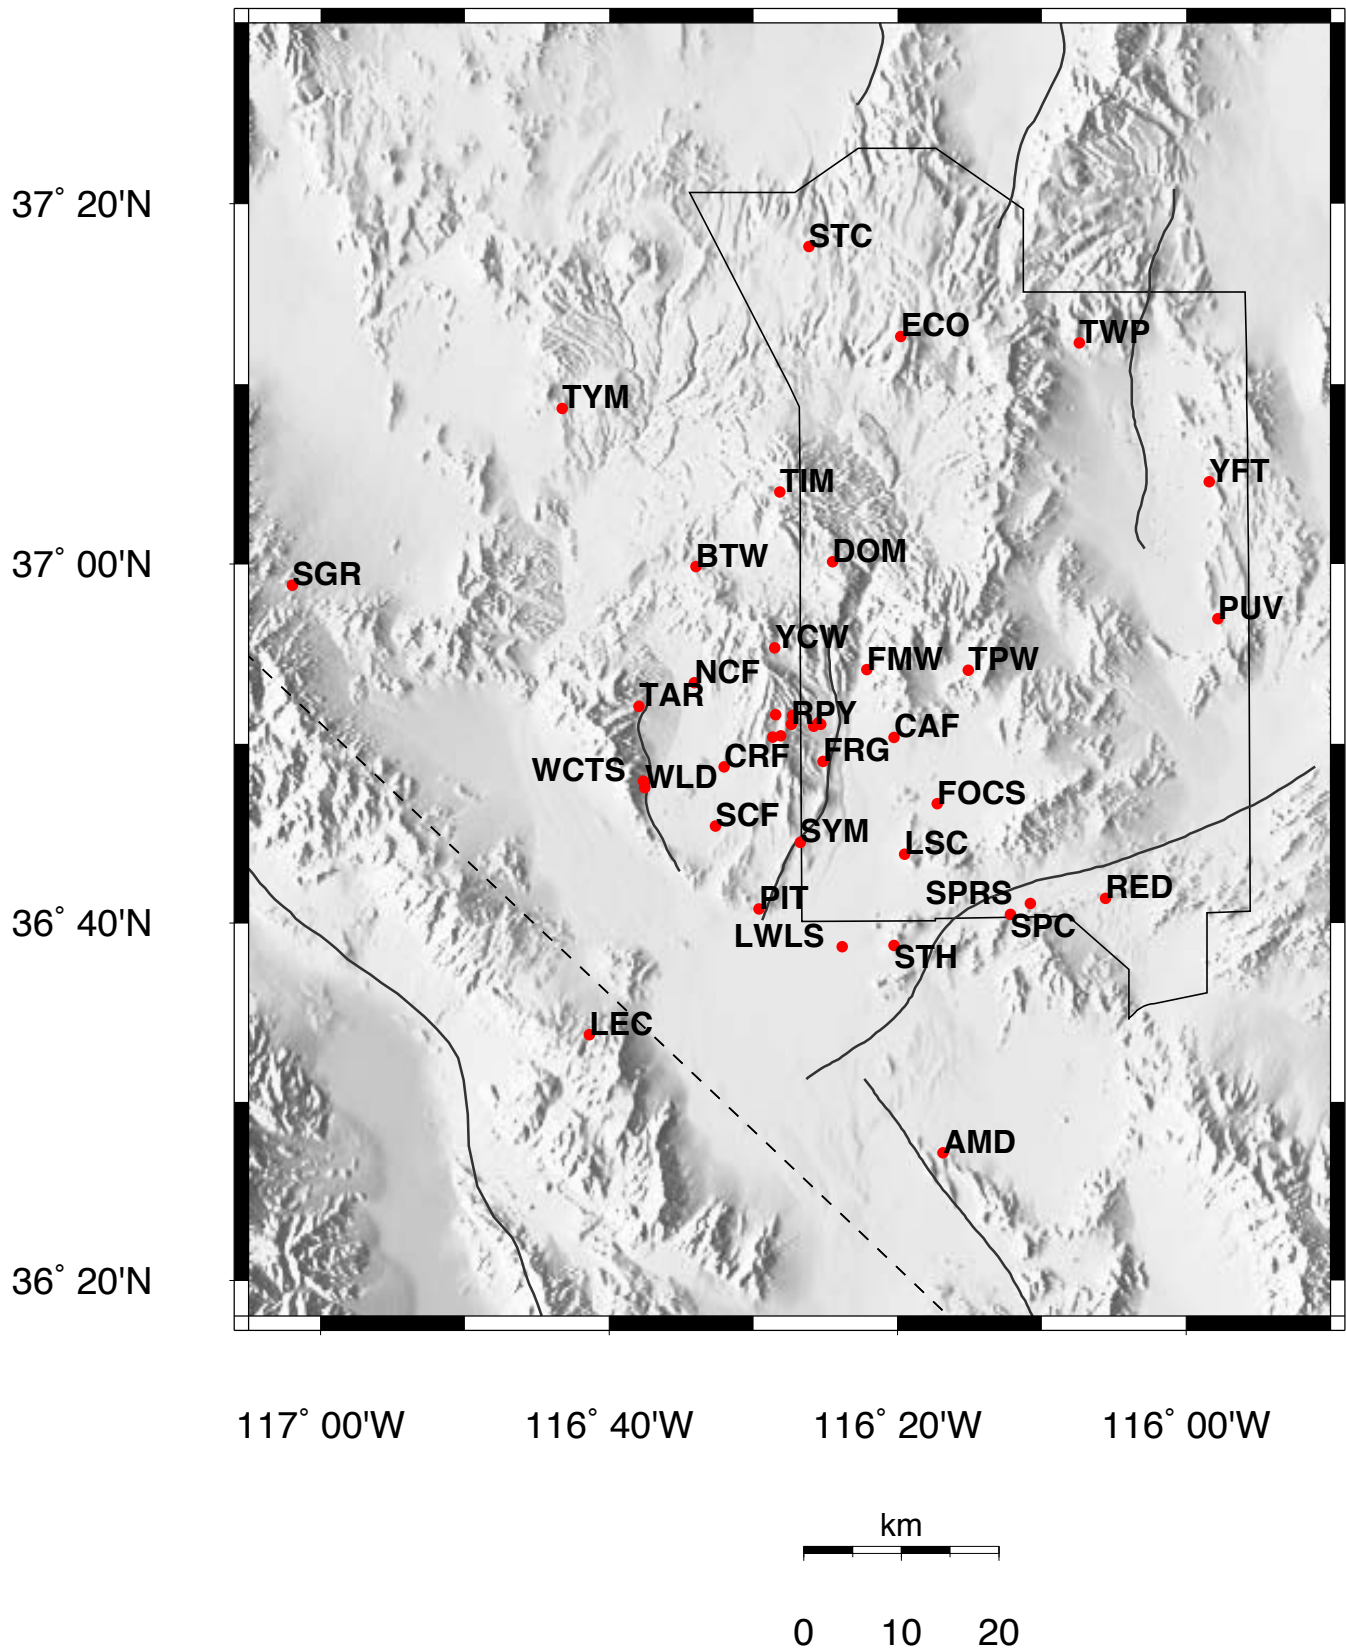 37° 20'N
STC
ECO
TWP
TYM
YFT
TIM
37° 00'N
BTW
DOM
SGR
PUV
YCW
FMW
TPW
NCF
TAR
RPY
CAF
FRG
CRF
WCTS
WLD
FOCS
SCF
SYM
LSC
RED
SPRS
PIT
36° 40'N
SPC
LWLS
STH
LEC
AMD
36° 20'N
117° 00'W
116° 40'W
116° 20'W
116° 00'W
km
0 10 20